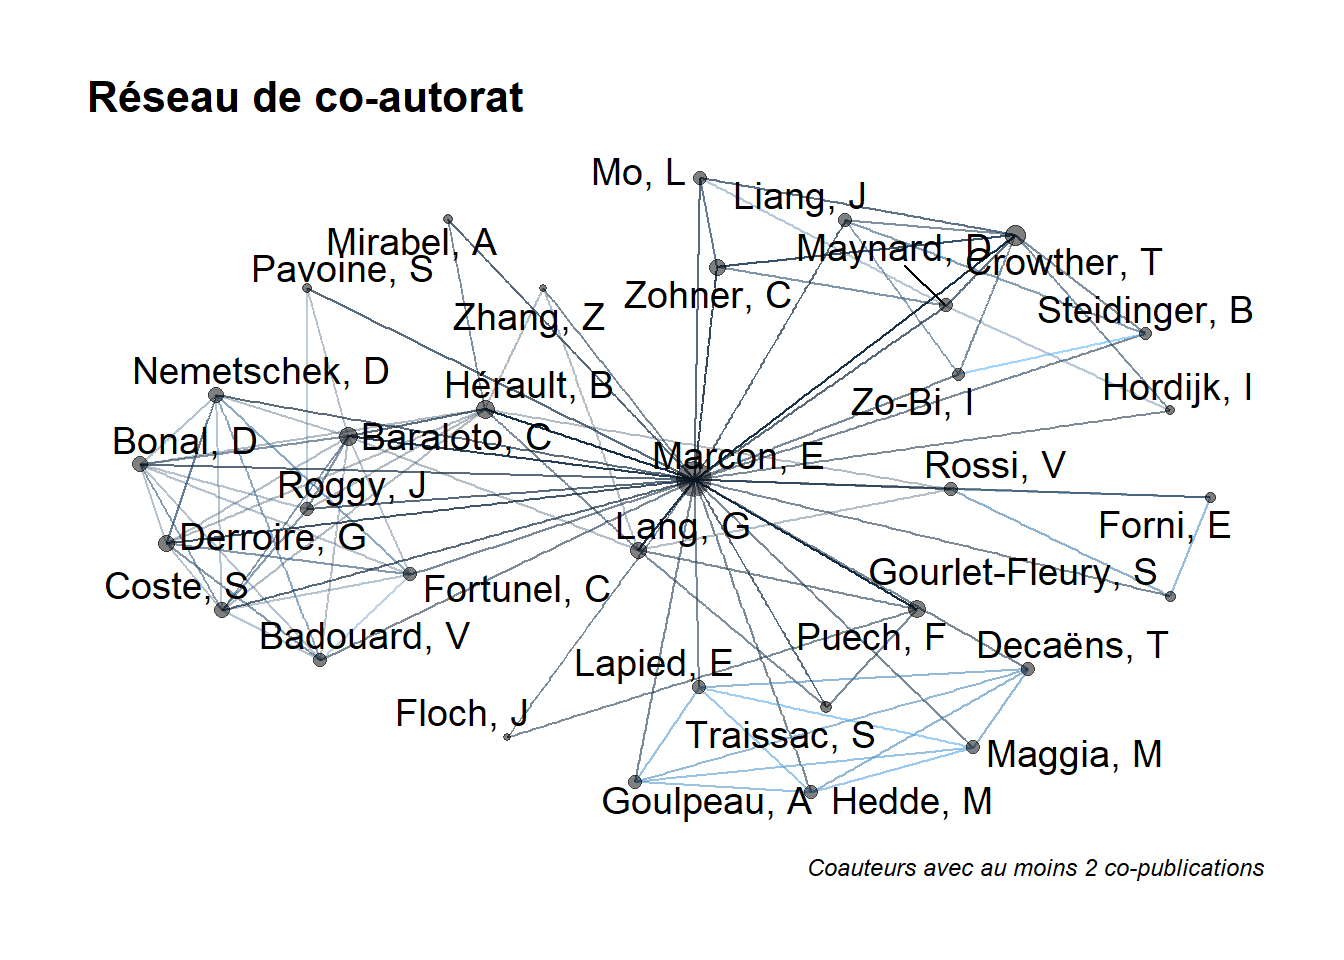 Réseau de co-autorat
Mo, L
Liang, J
Mirabel, A
Maynard, D
Pavoine, S
Crowther, T
Zohner, C
Zhang, Z
Steidinger, B
Nemetschek, D
Hérault, B
Zo-Bi, I
Hordijk, I
Bonal, D
Baraloto, C
Marcon, E
Rossi, V
Roggy, J
Lang, G
Forni, E
Derroire, G
Gourlet-Fleury, S
Coste, S
Fortunel, C
Badouard, V
Puech, F
Decaëns, T
Lapied, E
Floch, J
Traissac, S
Maggia, M
Goulpeau, A
Hedde, M
Coauteurs avec au moins 2 co-publications